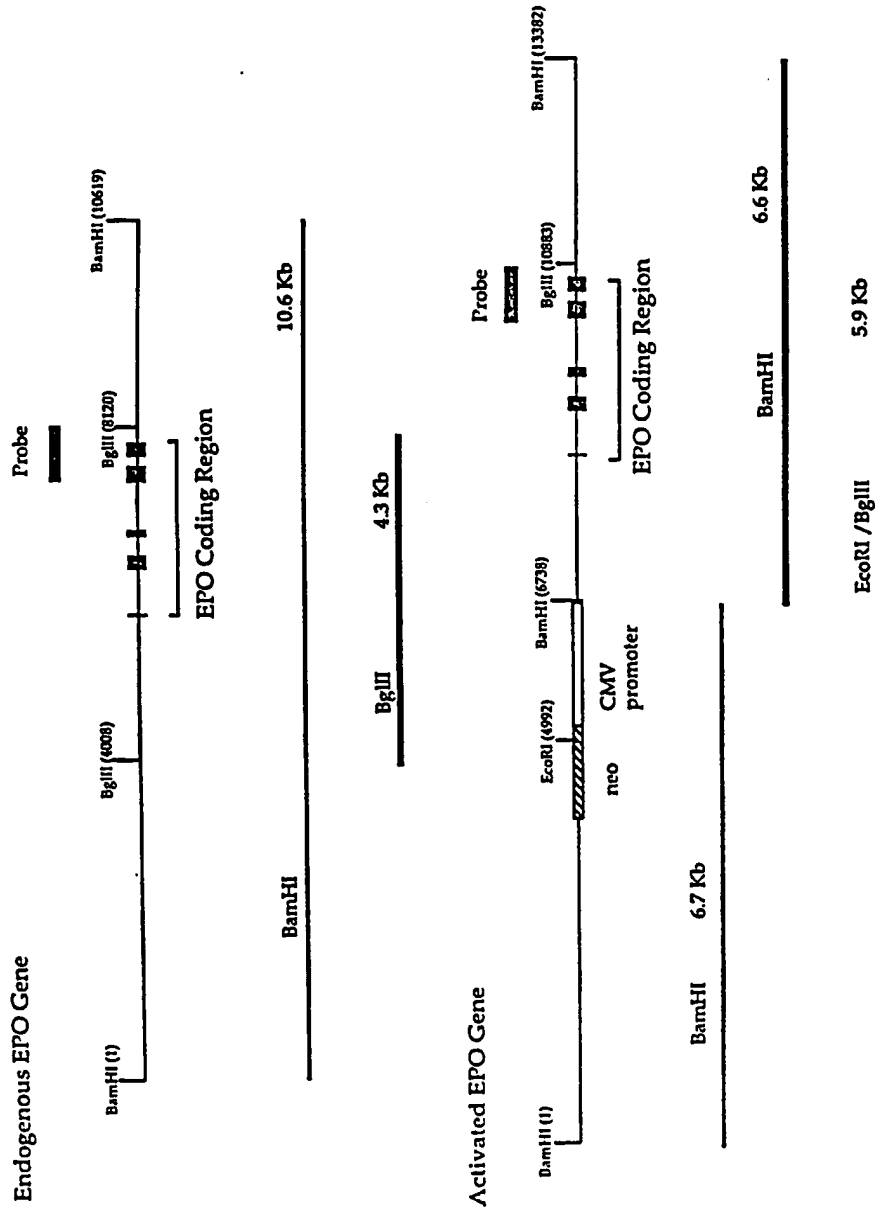 Endogenous EPO Gene
Probe
BamHI (1)
BglII (4008)
BglII (8120)
BamHI (10619)
EPO Coding Region
BamHI
10.6 Kb
BglII
4.3 Kb
Activated EPO Gene
Probe
BamHI (1)
EcoRI (4992)
BamHI (6738)
BglII (10883)
BamHI (13382)
neo
CMV
promoter
EPO Coding Region
BamHI
6.7 Kb
BamHI
6.6 Kb
EcoRI /BglII
5.9 Kb